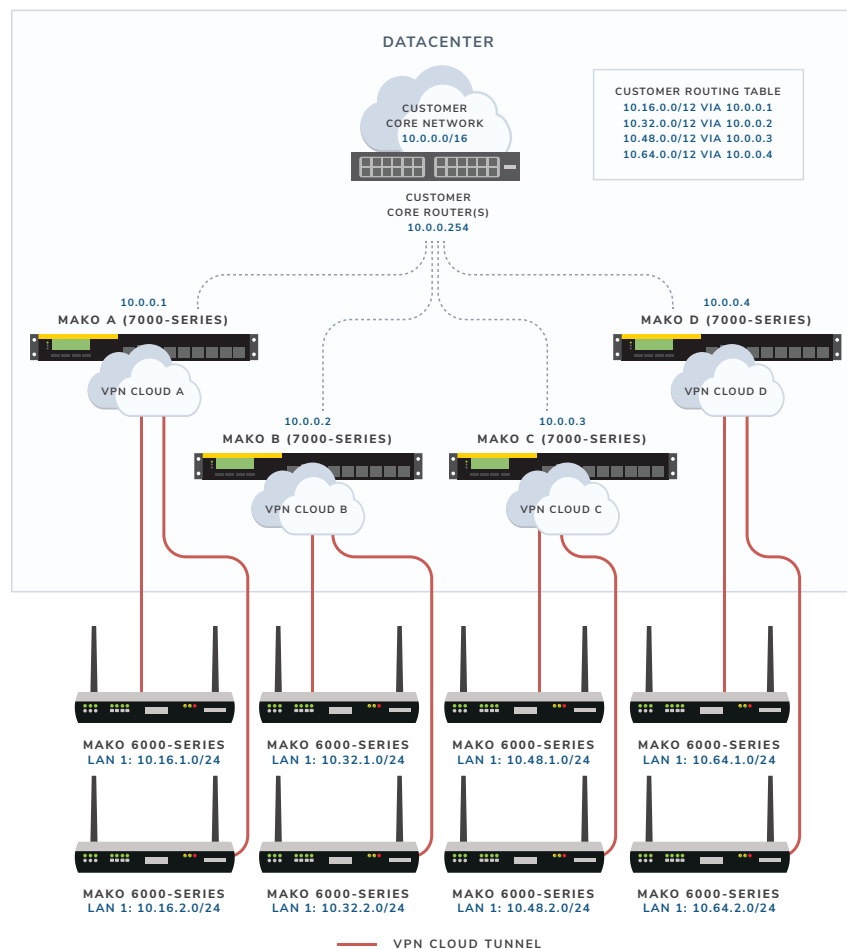 DATACENTER
CUSTOMER
CORE NETWORK
10.0.0.0/16
CUSTOMER ROUTING TABLE
10.16.0.0/12 VIA 10.0.0.1
10.32.0.0/12 VIA 10.0.0.2
10.48.0.0/12 VIA 10.0.0.3
10.64.0.0/12 VIA 10.0.0.4
CUSTOMER
CORE ROUTER(S)
10.0.0.254
10.0.0.1
MAKO A (7000-SERIES)
VPN CLOUD A
10.0.0.4
MAKO D (7000-SERIES)
VPN CLOUD D
10.0.0.2
MAKO B (7000-SERIES)
VPN CLOUD B
10.0.0.3
MAKO C (7000-SERIES)
VPN CLOUD C
MAKO 6000-SERIES
LAN 1: 10.16.1.0/24
MAKO 6000-SERIES
LAN 1: 10.32.1.0/24
MAKO 6000-SERIES
LAN 1: 10.48.1.0/24
MAKO 6000-SERIES
LAN 1: 10.64.1.0/24
MAKO 6000-SERIES
LAN 1: 10.16.2.0/24
MAKO 6000-SERIES
LAN 1: 10.32.2.0/24
MAKO 6000-SERIES
LAN 1: 10.48.2.0/24
MAKO 6000-SERIES
LAN 1: 10.64.2.0/24
VPN CLOUD TUNNEL